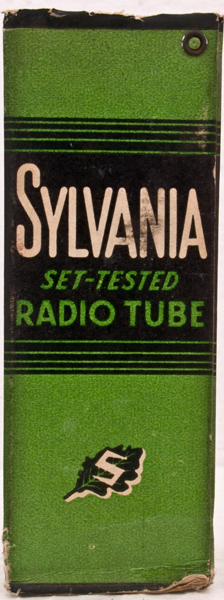 SYLVANIA
SET-TESTED
RADIO TUBE
S